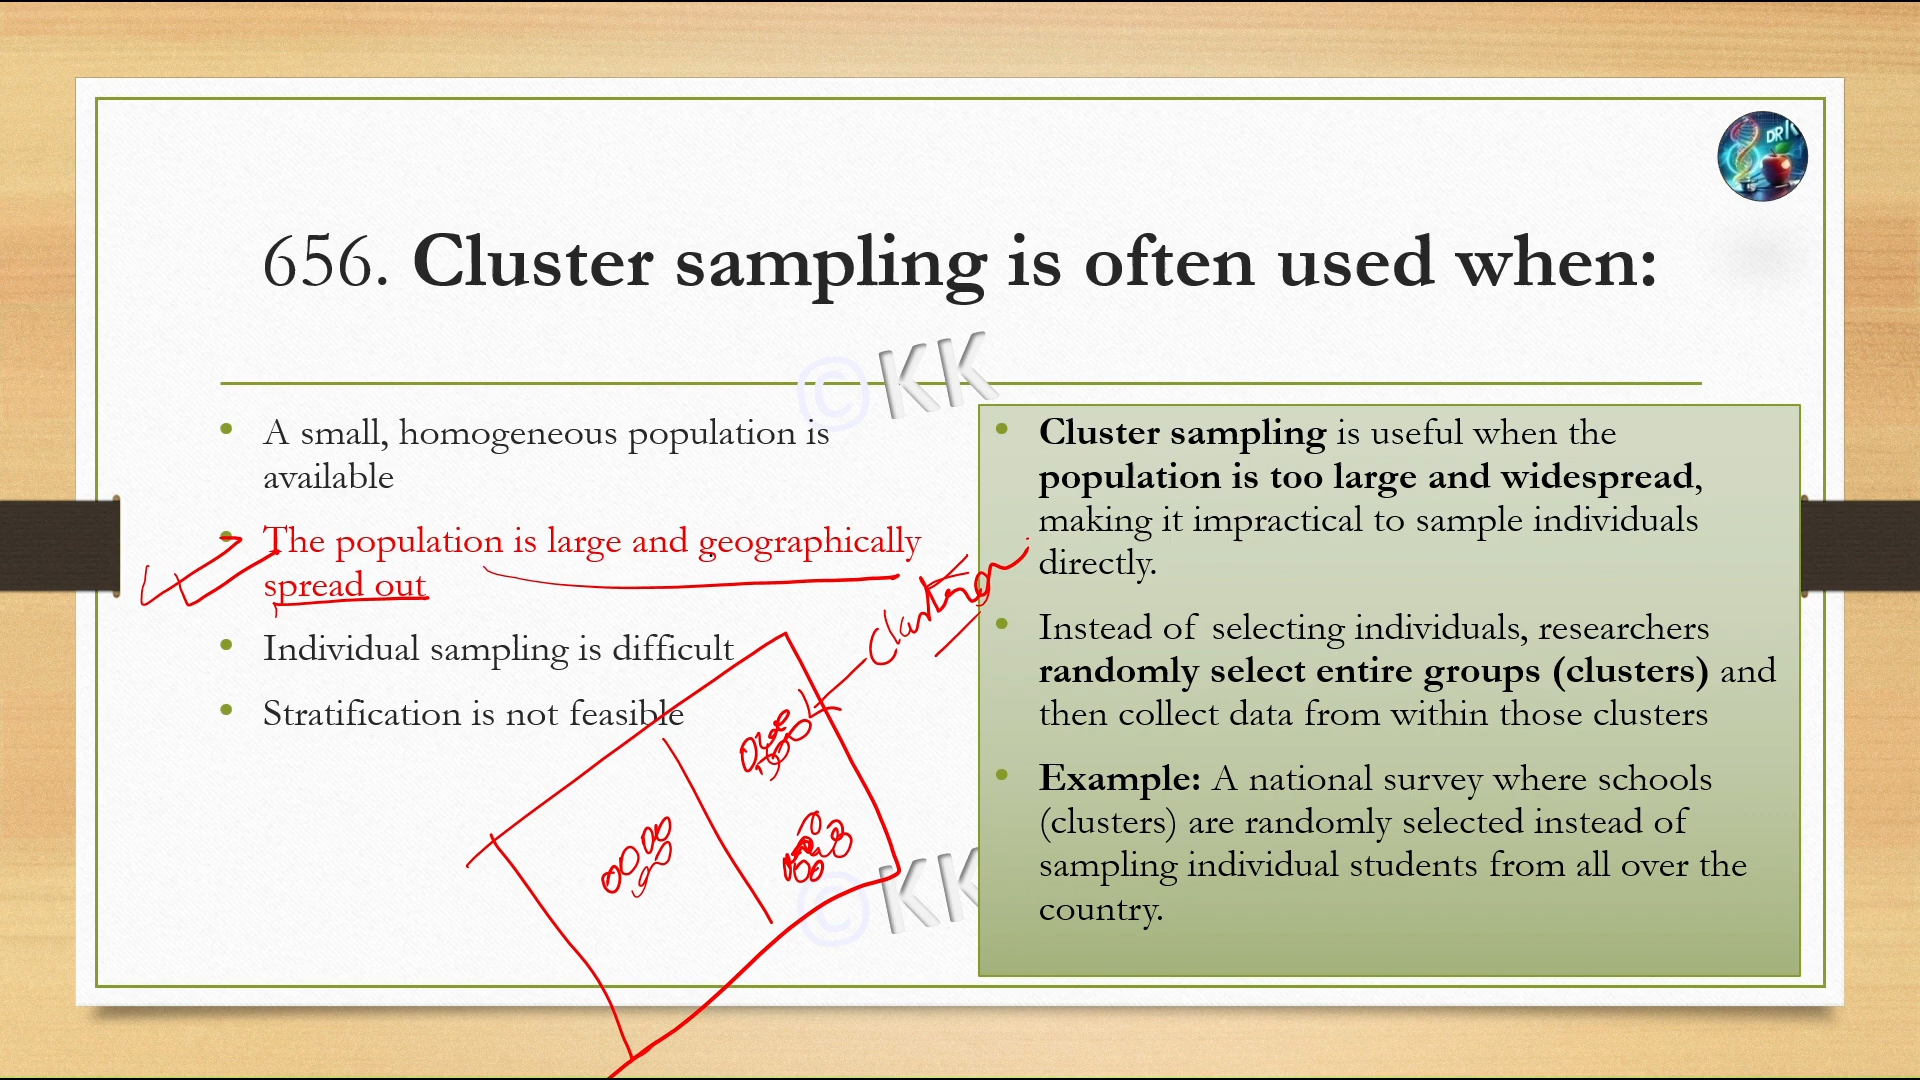 DR K
656. Cluster sampling is often used when:
©KK
A small, homogeneous population is
available
The population is large and geographically
spread out
Individual sampling is difficult
Stratification is not feasible
Cluster sampling is useful when the
population is too large and widespread,
making it impractical to sample individuals
directly.
Instead of selecting individuals, researchers
randomly select entire groups (clusters) and
then collect data from within those clusters
Example: A national survey where schools
(clusters) are randomly selected instead of
sampling individual students from all over the
country.
©KK